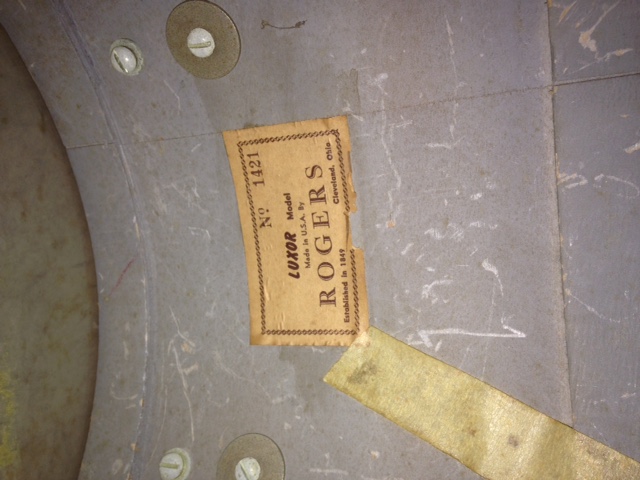 Nº 1421
LUXOR Model
Made in U.S.A. By
ROGERS
Established in 1849 Cleveland, Ohio